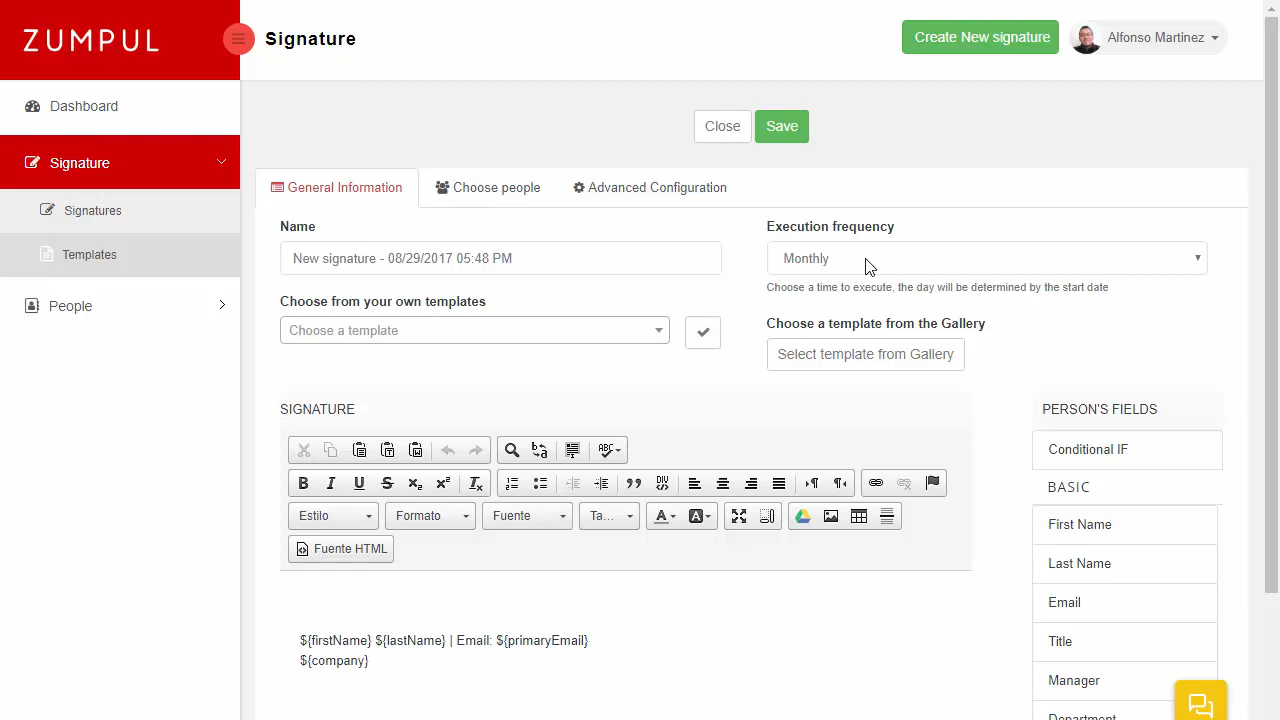 ZUMPUL
Signature
Create New signature
Alfonso Martinez
Dashboard
Signature
Signatures
Templates
People
Close
Save
General Information
Choose people
Advanced Configuration
Name
New signature - 08/29/2017 05:48 PM
Execution frequency
Monthly
Choose a time to execute, the day will be determined by the start date
Choose from your own templates
Choose a template
Choose a template from the Gallery
Select template from Gallery
SIGNATURE
Estilo
Formato
Fuente
Ta...
Fuente HTML
${firstName} ${lastName} | Email: ${primaryEmail}
${company}
PERSON'S FIELDS
Conditional IF
BASIC
First Name
Last Name
Email
Title
Manager
Department